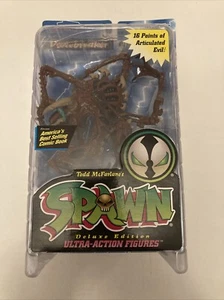 16 Points of
Articulated
Evil!
America's
Best Selling
Comic Book
Todd McFarlane's
SPAWN
Deluxe Edition
ULTRA-ACTION FIGURES